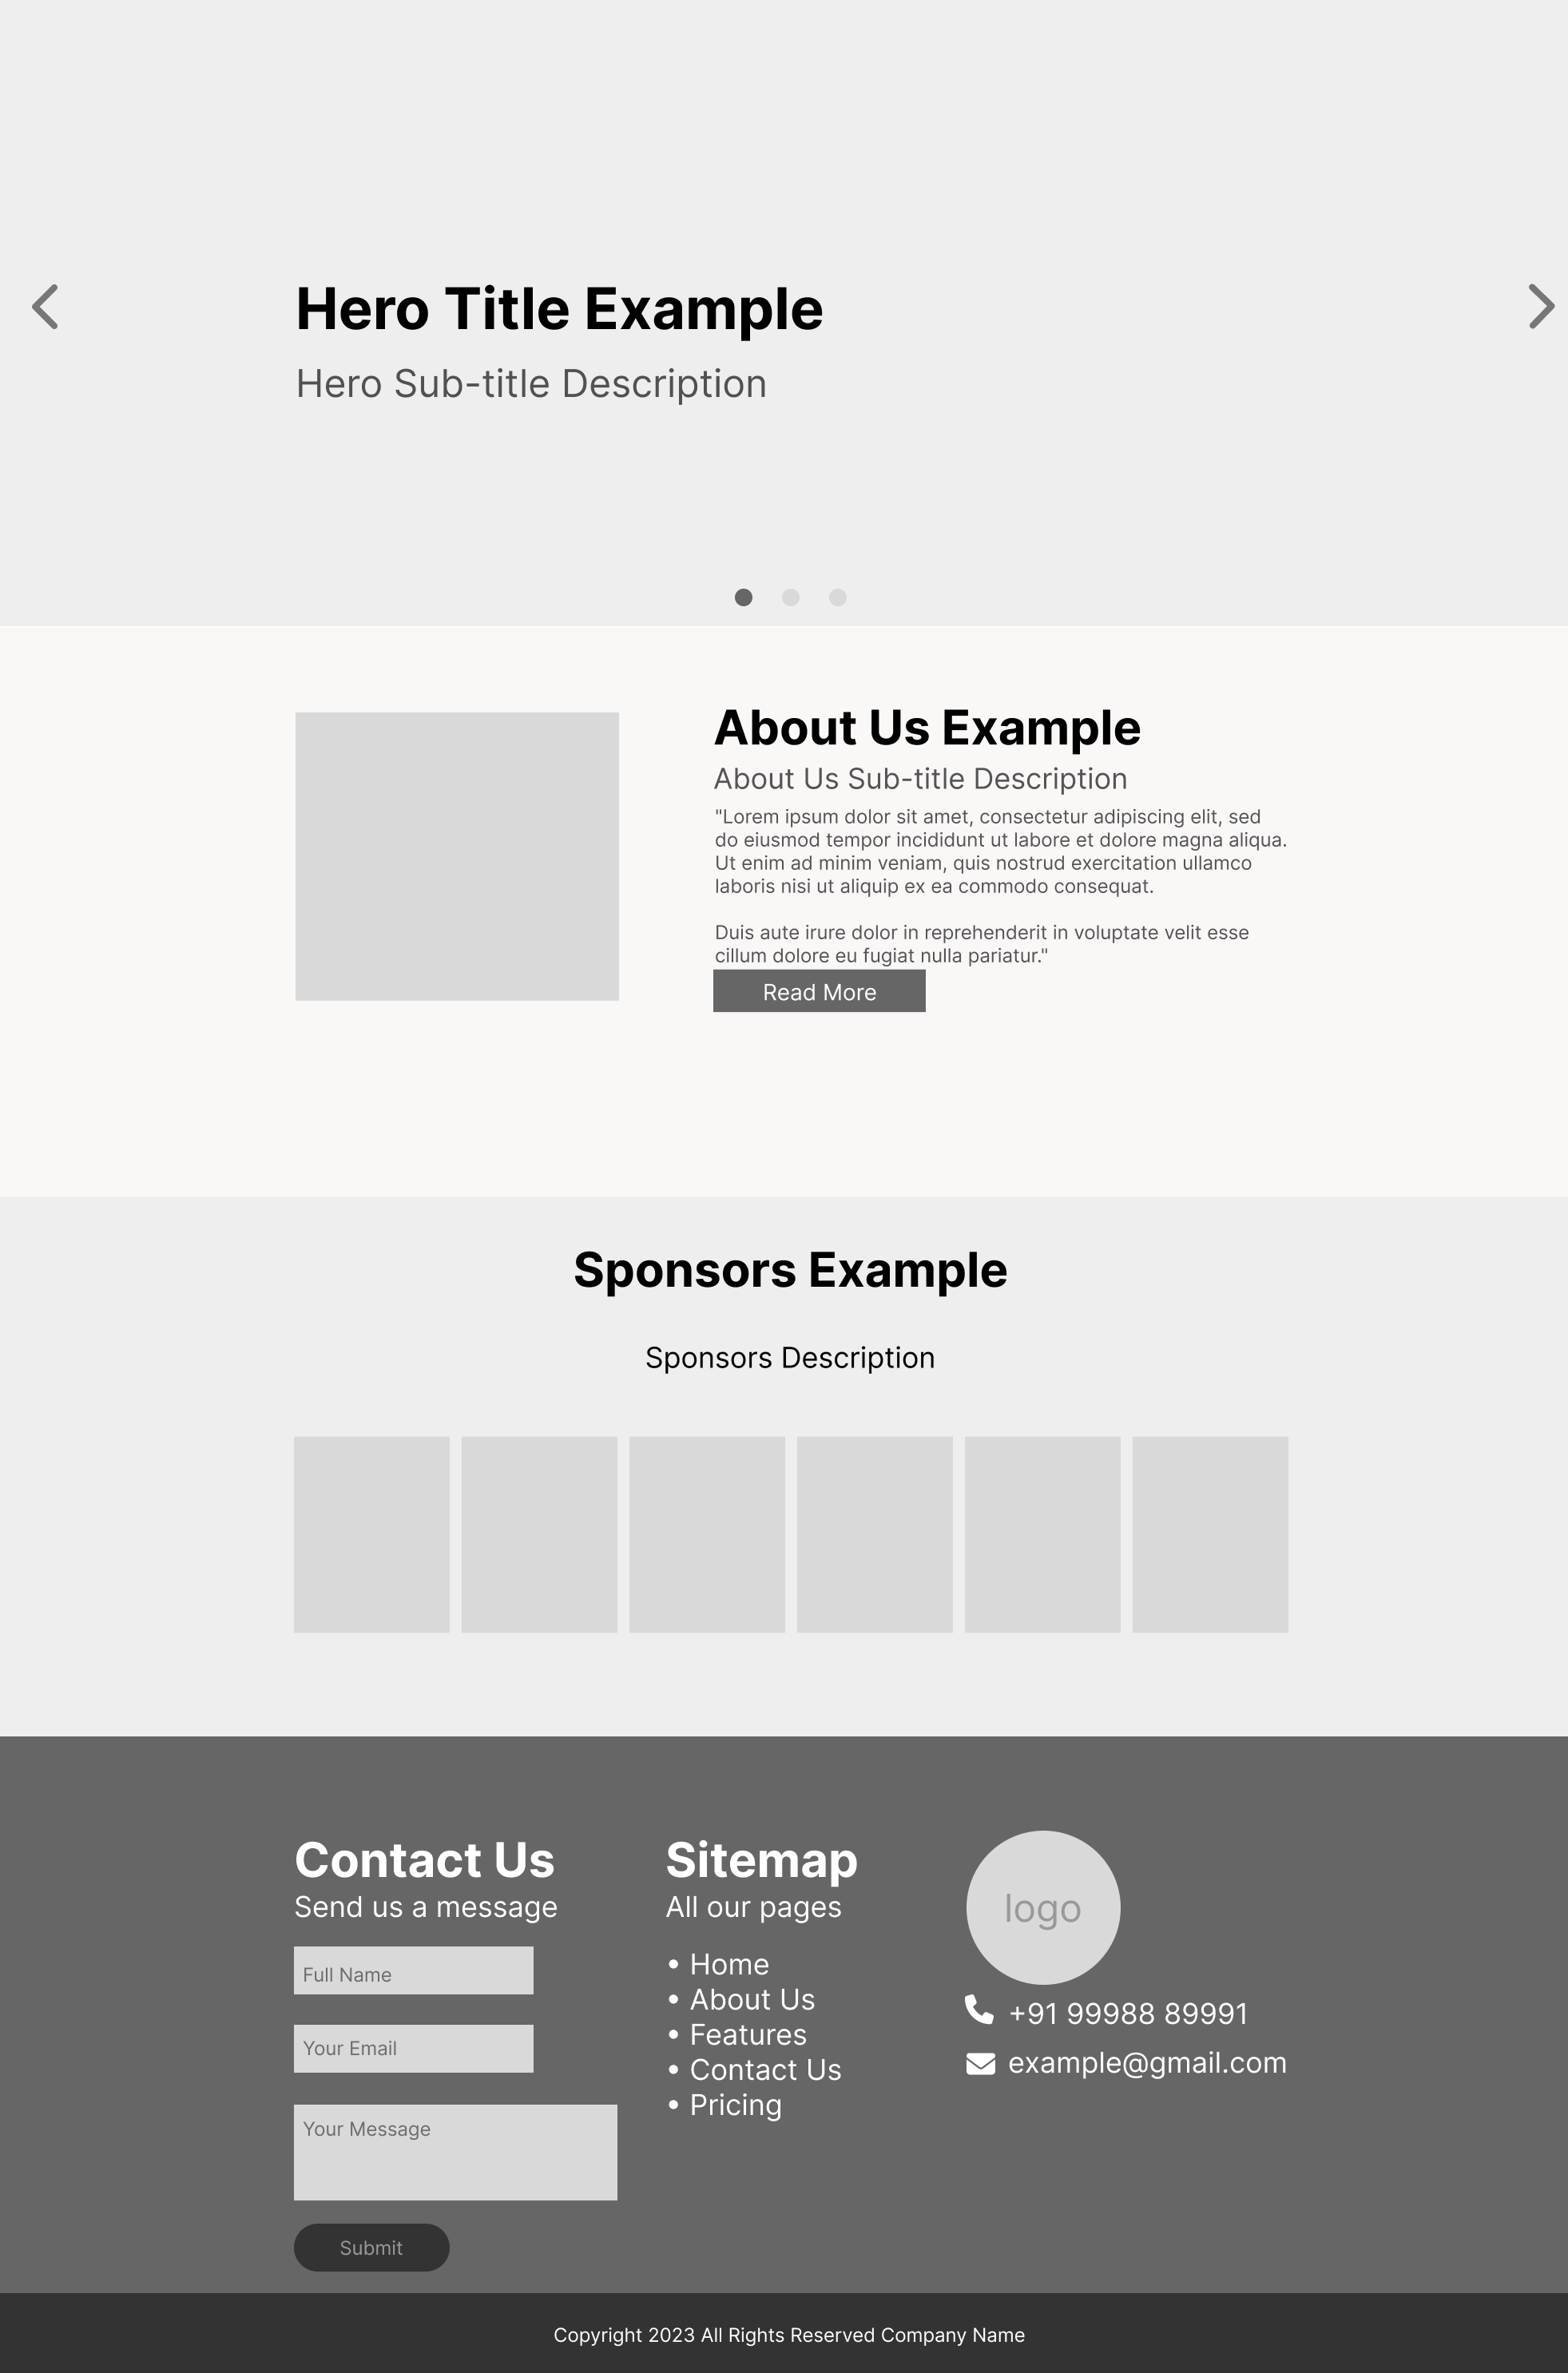 Hero Title Example
Hero Sub-title Description
About Us Example
About Us Sub-title Description
"Lorem ipsum dolor sit amet, consectetur adipiscing elit, sed
do eiusmod tempor incididunt ut labore et dolore magna aliqua.
Ut enim ad minim veniam, quis nostrud exercitation ullamco
laboris nisi ut aliquip ex ea commodo consequat.
Duis aute irure dolor in reprehenderit in voluptate velit esse
cillum dolore eu fugiat nulla pariatur."
Read More
Sponsors Example
Sponsors Description
Contact Us
Send us a message
Full Name
Your Email
Your Message
Submit
Sitemap
All our pages
• Home
• About Us
• Features
• Contact Us
• Pricing
logo
+91 99988 89991
example@gmail.com
Copyright 2023 All Rights Reserved Company Name